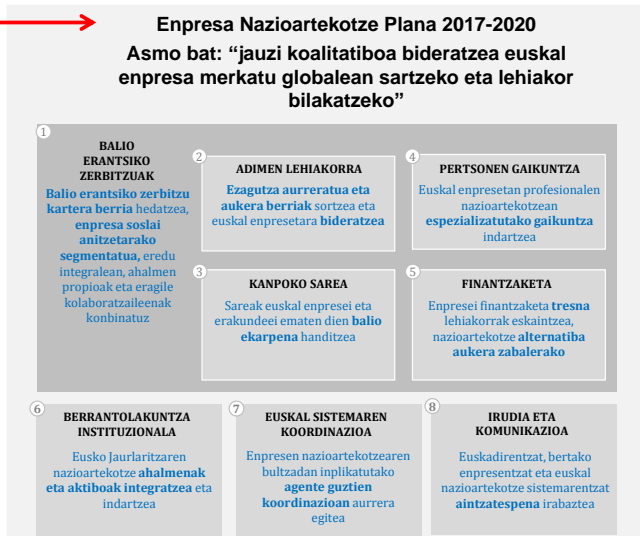 Enpresa Nazioartekotze Plana 2017-2020
Asmo bat: “jauzi koalitatiboa bideratzea euskal
enpresa merkatu globalean sartzeko eta lehiakor
bilakatzeko”
1
BALIO
ERANTSIKO
ZERBITZUAK
Balio erantsiko zerbitzu
kartera berria hedatzea,
enpresa soslai
anitzetarako
segmentatua, eredu
integralean, ahalmen
propioak eta eragile
kolaboratzaileenak
konbinatuz
2
ADIMEN LEHIAKORRA
Ezagutza aurreratua eta
aukera berriak sortzea eta
euskal enpresetara bideratzea
4
PERTSONEN GAIKUNTZA
Euskal enpresetan profesionalen
nazioartekotzean
espezializatutako gaikuntza
indartzea
3
KANPOKO SAREA
Sareak euskal enpresei eta
erakundeei ematen dien balio
ekarpena handitzea
5
FINANTZAKETA
Enpresei finantzaketa tresna
lehiakorrak eskaintzea,
nazioartekotze alternatiba
aukera zabalerako
6
BERRANTOLAKUNTZA
INSTITUZIONALA
Eusko Jaurlaritzaren
nazioartekotze ahalmenak
eta aktiboak integratzea eta
indartzea
7
EUSKAL SISTEMAREN
KOORDINAZIOA
Enpresen nazioartekotzearen
bultzadan inplikatutako
agente guztien
koordinazioan aurrera
egitea
8
IRUDIA ETA
KOMUNIKAZIOA
Euskadirentzat, bertako
enpresentzat eta euskal
nazioartekotze sistemarentzat
aintzatespena irabaztea